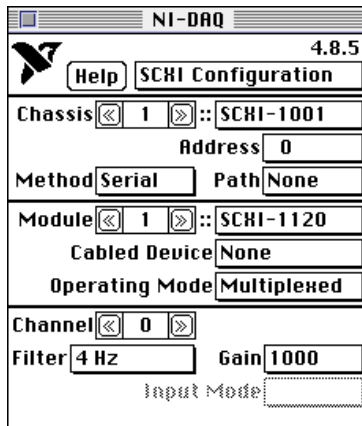 NI-DAQ
4.8.5
Help SCXI Configuration
Chassis 1 :: SCXI-1001
Address 0
Method Serial Path None
Module 1 :: SCXI-1120
Cabled Device None
Operating Mode Multiplexed
Channel 0
Filter 4 Hz Gain 1000
Input Mode